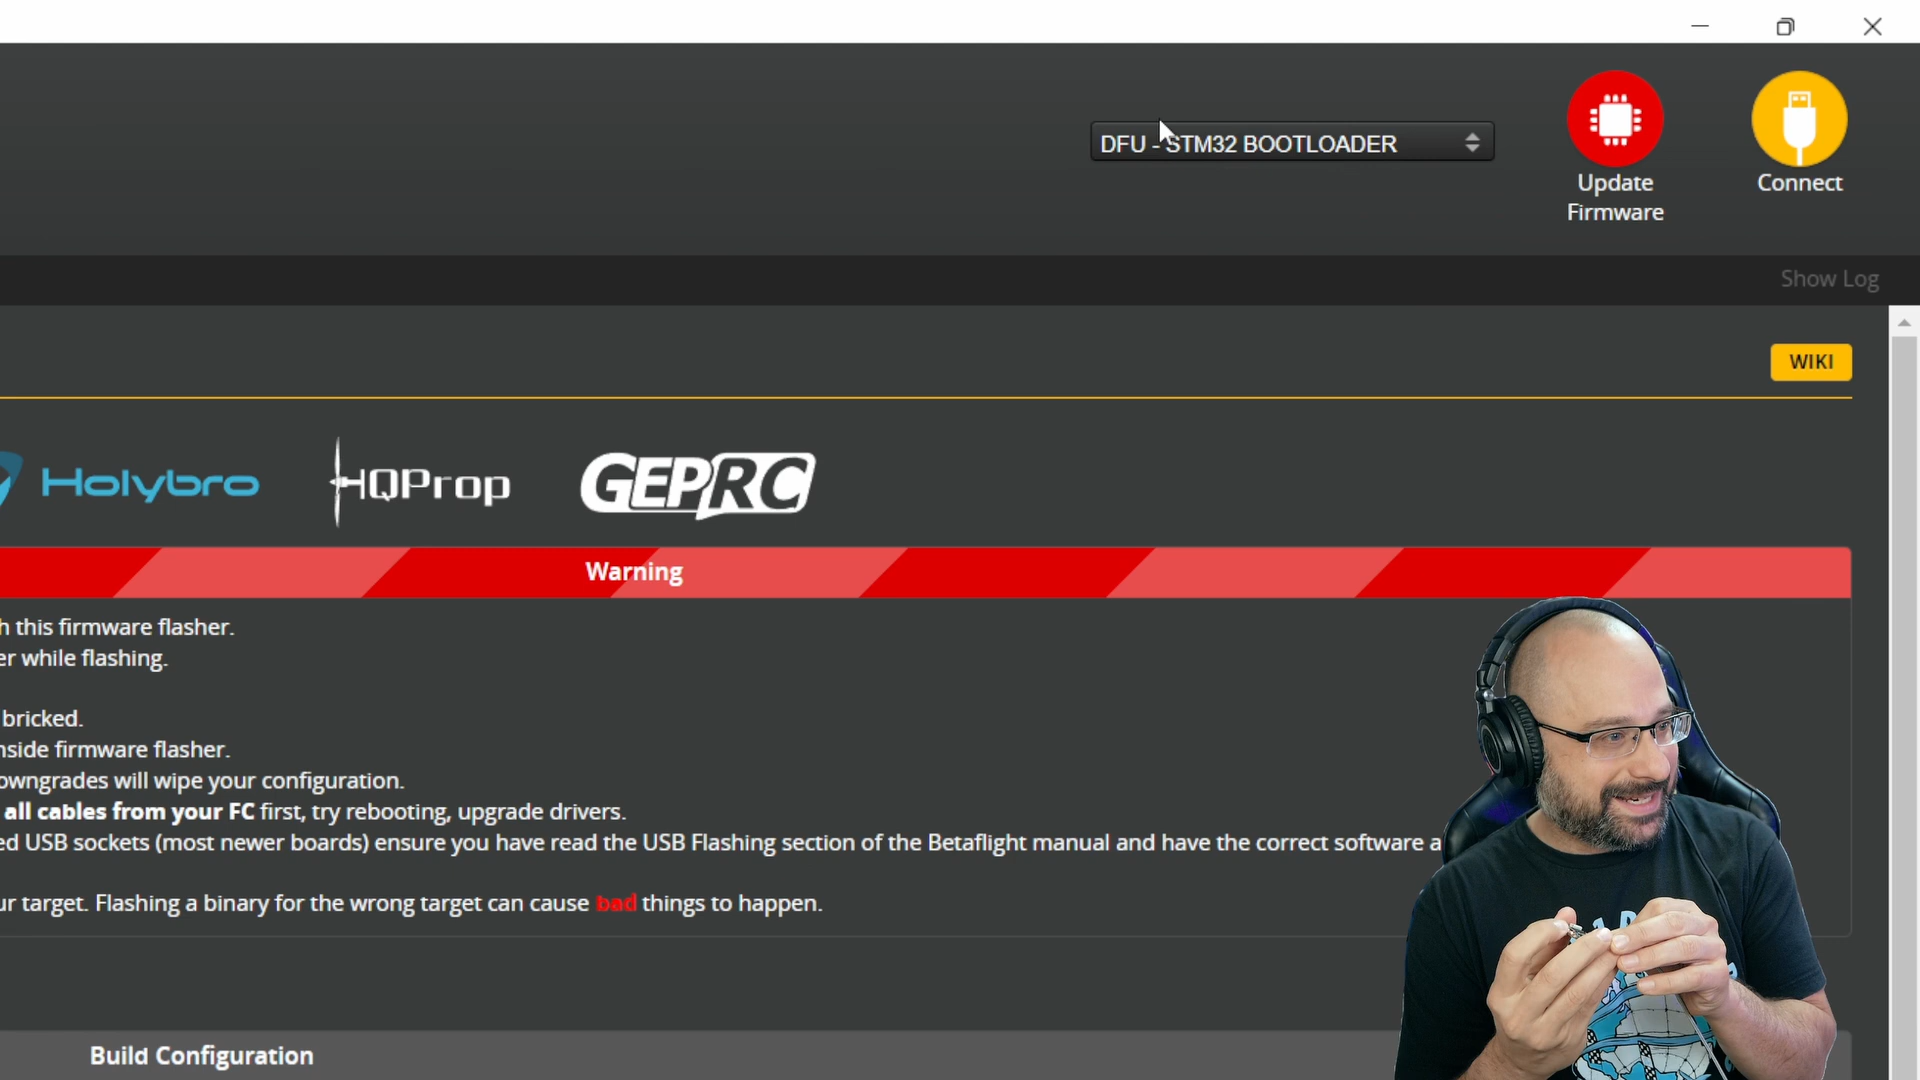 DFU - STM32 BOOTLOADER
Update
Firmware
Connect
Show Log
WIKI
Holybro
HQProp
GEPRC
Warning
h this firmware flasher.
er while flashing.
bricked.
nside firmware flasher.
owngrades will wipe your configuration.
all cables from your FC first, try rebooting, upgrade drivers.
ed USB sockets (most newer boards) ensure you have read the USB Flashing section of the Betaflight manual and have the correct software a
ur target. Flashing a binary for the wrong target can cause bad things to happen.
Build Configuration